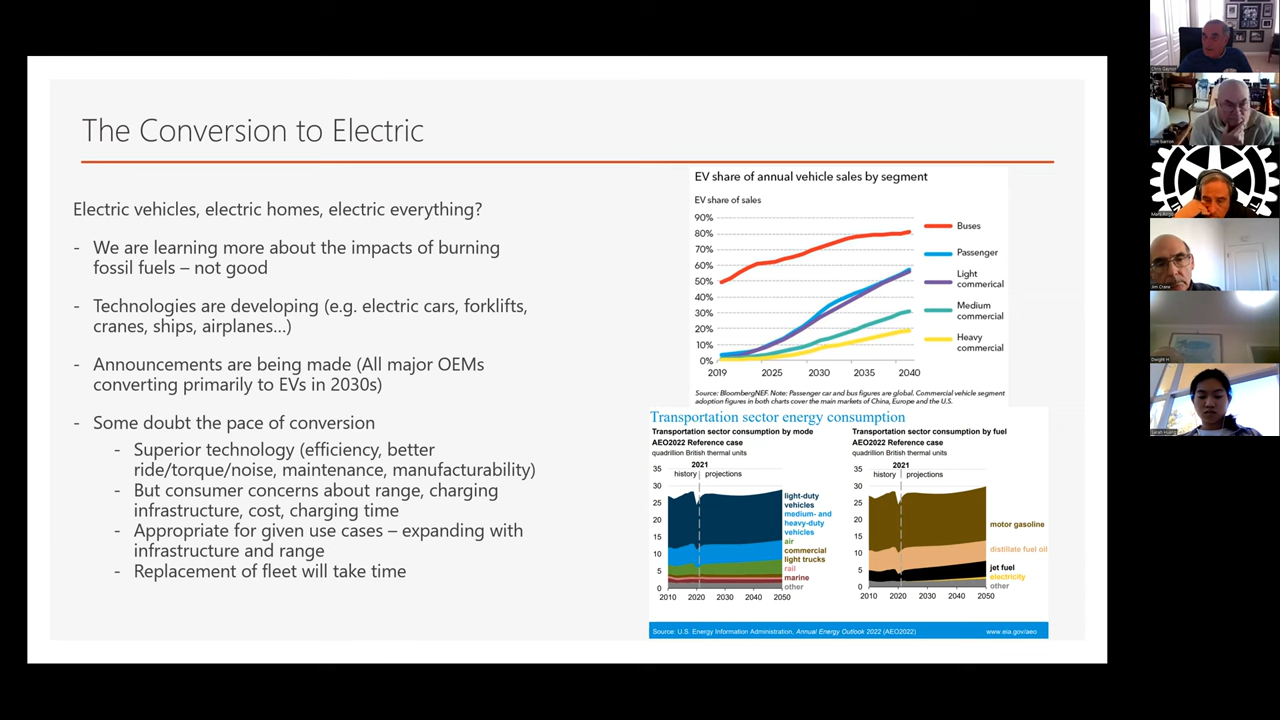 The Conversion to Electric
Electric vehicles, electric homes, electric everything?
- We are learning more about the impacts of burning
fossil fuels – not good
- Technologies are developing (e.g. electric cars, forklifts,
cranes, ships, airplanes…)
- Announcements are being made (All major OEMs
converting primarily to EVs in 2030s)
- Some doubt the pace of conversion
- Superior technology (efficiency, better
ride/torque/noise, maintenance, manufacturability)
- But consumer concerns about range, charging
infrastructure, cost, charging time
- Appropriate for given use cases – expanding with
infrastructure and range
- Replacement of fleet will take time
EV share of annual vehicle sales by segment
EV share of sales
90%
80%
70%
60%
50%
40%
30%
20%
10%
0%
2019
2025
2030
2035
2040
Buses
Passenger
Light
commerical
Medium
commercial
Heavy
commercial
Source: BloombergNEF. Note: Passenger car and bus figures are global. Commercial vehicle segment
adoption figures in both charts cover the main markets of China, Europe and the U.S.
Transportation sector energy consumption
Transportation sector consumption by mode
AEO2022 Reference case
quadrillion British thermal units
2021
history
projections
35
30
25
20
15
10
5
0
2010
2020
2030
2040
2050
light-duty
vehicles
medium- and
heavy-duty
vehicles
air
commercial
light trucks
rail
marine
other
Transportation sector consumption by fuel
AEO2022 Reference case
quadrillion British thermal units
2021
history
projections
35
30
25
20
15
10
5
0
2010
2020
2030
2040
2050
motor gasoline
distillate fuel oil
jet fuel
electricity
other
Source: U.S. Energy Information Administration, Annual Energy Outlook 2022 (AEO2022)
www.eia.gov/aeo
Chris Gaynor
Tom Barron
Jim Crane
Dwight H
Sarah Huang